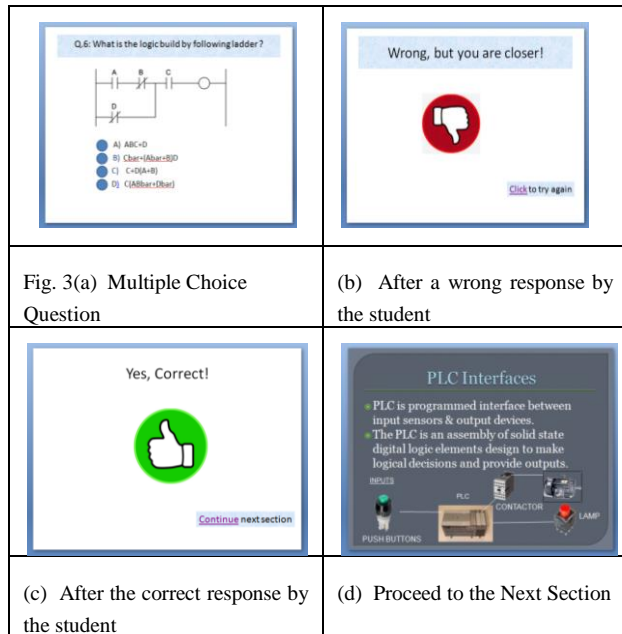 Q.6: What is the logic build by following ladder ?
A B C
D
A) ABC+D
B) Cbar+(Abar+B)D
C) C+D(A+B)
D) C(ABbar+Dbar)
Wrong, but you are closer!
Click to try again
Fig. 3(a) Multiple Choice
Question
(b) After a wrong response by
the student
Yes, Correct!
Continue next section
PLC Interfaces
PLC is programmed interface between
input sensors & output devices.
The PLC is an assembly of solid state
digital logic elements design to make
logical decisions and provide outputs.
INPUTS
PLC
CONTACTOR
LAMP
PUSH BUTTONS
(c) After the correct response by
the student
(d) Proceed to the Next Section